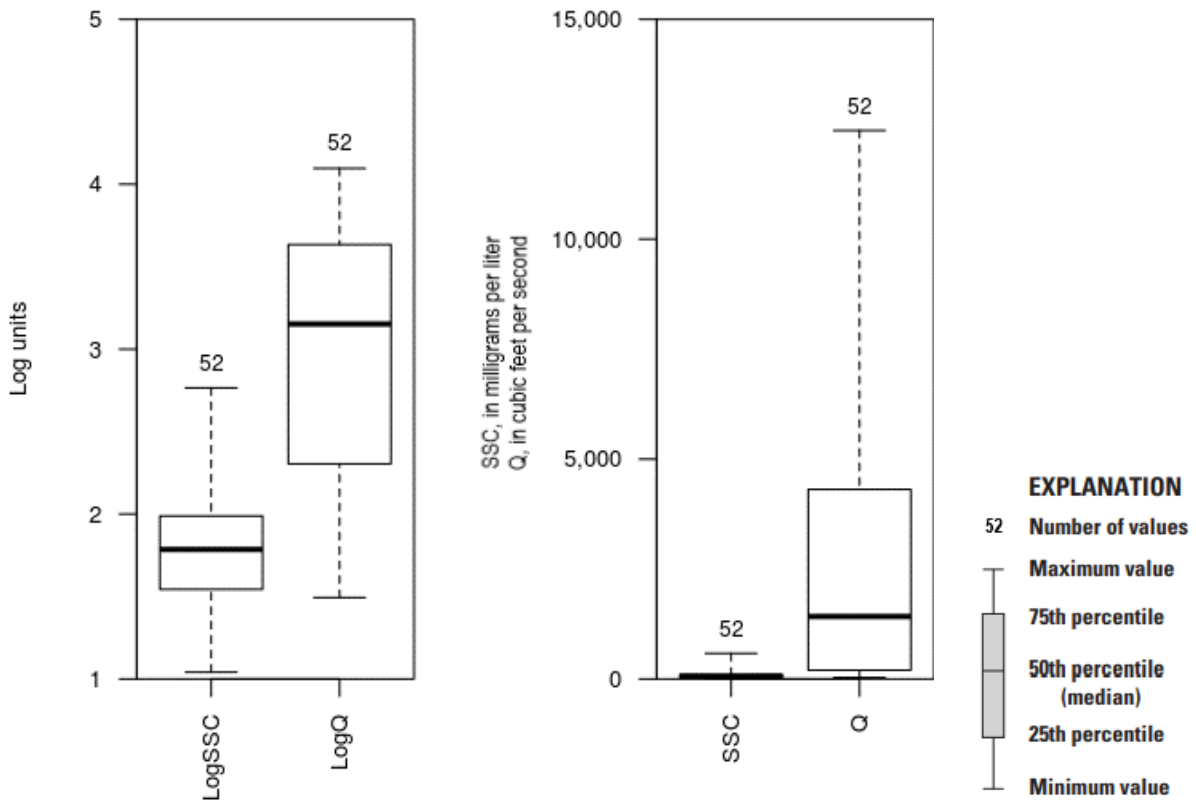 5
4
3
2
1
Log units
52
52
LogSSC
LogQ
15,000
10,000
5,000
0
SSC, in milligrams per liter
Q, in cubic feet per second
52
52
SSC
Q
EXPLANATION
52 Number of values
Maximum value
75th percentile
50th percentile
(median)
25th percentile
Minimum value